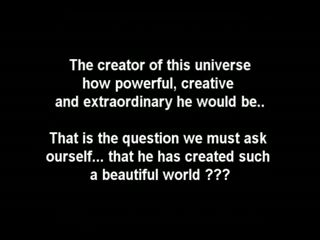 The creator of this universe
how powerful, creative
and extraordinary he would be..
That is the question we must ask
ourself... that he has created such
a beautiful world ???